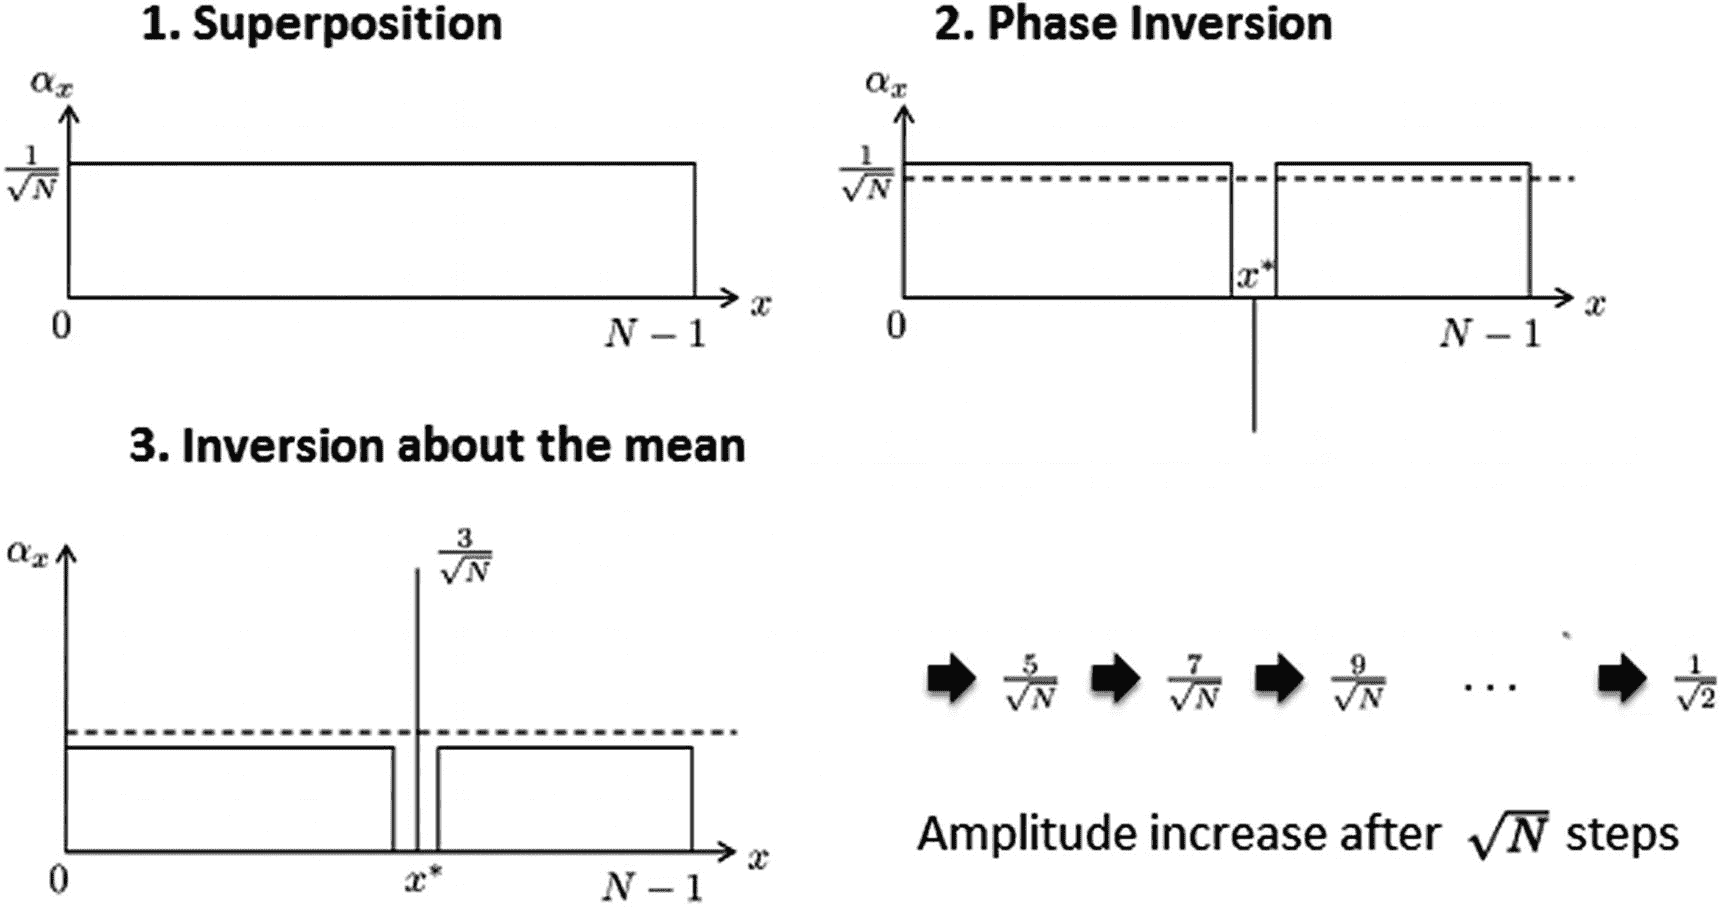 1. Superposition
αₓ
1/√N
0
N − 1
x
2. Phase Inversion
αₓ
1/√N
x*
0
N − 1
x
3. Inversion about the mean
αₓ
3/√N
0
x*
N − 1
x
5/√N 7/√N 9/√N ... 1/√2
Amplitude increase after √N steps